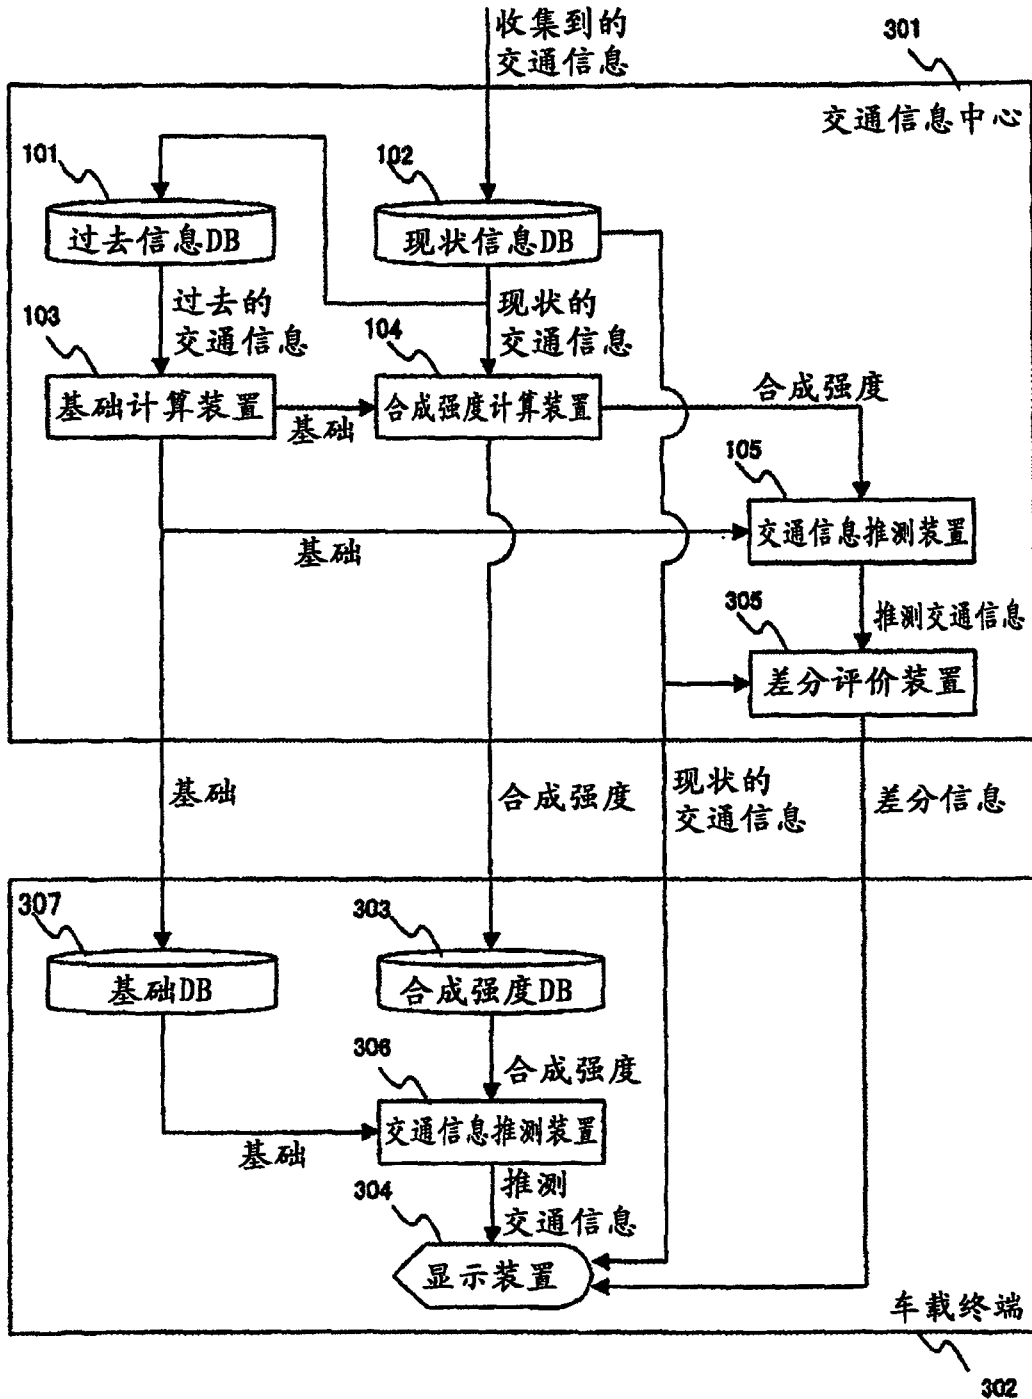 收集到的
交通信息
301
交通信息中心
101
102
过去信息DB
现状信息DB
过去的
交通信息
现状的
交通信息
103
104
基础计算装置
基础
合成强度计算装置
合成强度
105
基础
交通信息推测装置
推测交通信息
305
差分评价装置
基础
合成强度
现状的
交通信息
差分信息
307
303
基础DB
合成强度DB
306
合成强度
交通信息推测装置
基础
推测
交通信息
304
显示装置
车载终端
302